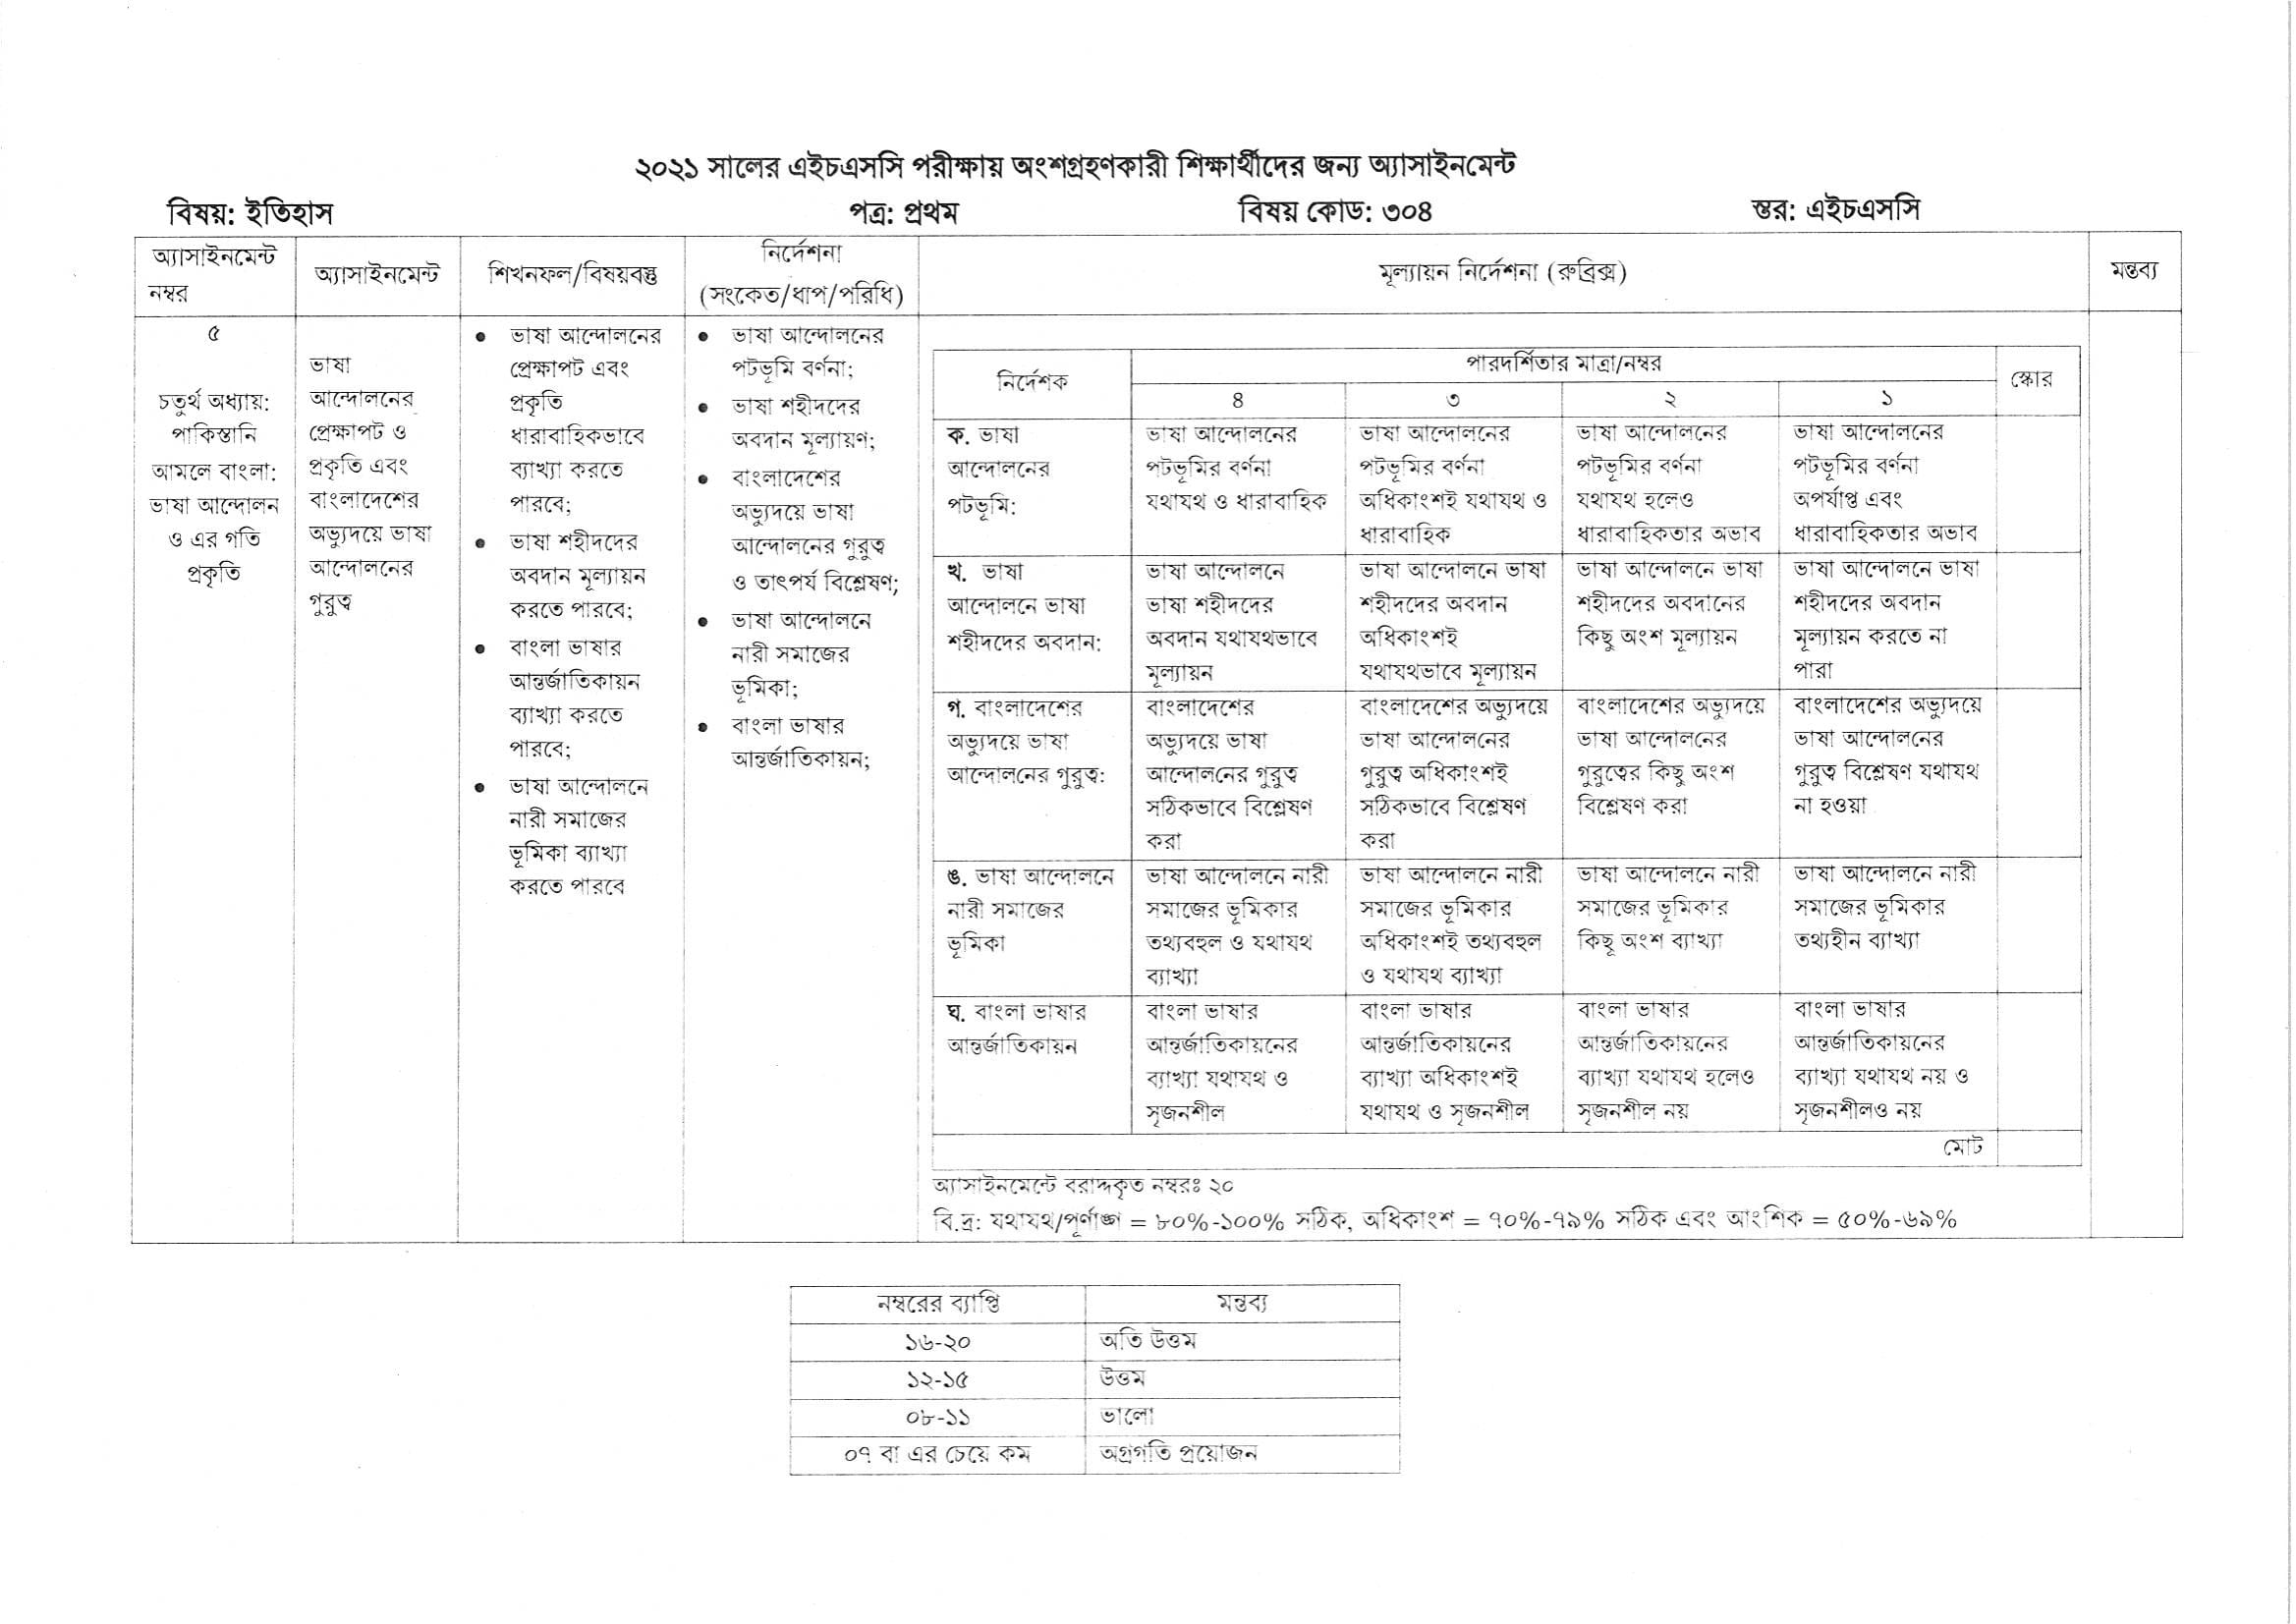 ২০২১ সালের এইচএসসি পরীক্ষায় অংশগ্রহণকারী শিক্ষার্থীদের জন্য অ্যাসাইনমেন্ট
বিষয়: ইতিহাস পত্র: প্রথম বিষয় কোড: ৩০৪ স্তর: এইচএসসি
অ্যাসাইনমেন্ট
নম্বর
অ্যাসাইনমেন্ট
শিখনফল/বিষয়বস্তু
নির্দেশনা
(সংকেত/ধাপ/পরিধি)
মূল্যায়ন নির্দেশনা (রুব্রিক্স)
মন্তব্য
৫
চতুর্থ অধ্যায়:
পাকিস্তানি
আমলে বাংলা:
ভাষা আন্দোলন
ও এর গতি
প্রকৃতি
ভাষা
আন্দোলনের
প্রেক্ষাপট ও
প্রকৃতি এবং
বাংলাদেশের
অভ্যুদয়ে ভাষা
আন্দোলনের
গুরুত্ব
• ভাষা আন্দোলনের
প্রেক্ষাপট এবং
প্রকৃতি
ধারাবাহিকভাবে
ব্যাখ্যা করতে
পারবে;
• ভাষা শহীদদের
অবদান মূল্যায়ন
করতে পারবে;
• বাংলা ভাষার
আন্তর্জাতিকায়ন
ব্যাখ্যা করতে
পারবে;
• ভাষা আন্দোলনে
নারী সমাজের
ভূমিকা ব্যাখ্যা
করতে পারবে
• ভাষা আন্দোলনের
পটভূমি বর্ণনা;
• ভাষা শহীদদের
অবদান মূল্যায়ণ;
• বাংলাদেশের
অভ্যুদয়ে ভাষা
আন্দোলনের গুরুত্ব
ও তাৎপর্য বিশ্লেষণ;
• ভাষা আন্দোলনে
নারী সমাজের
ভূমিকা;
• বাংলা ভাষার
আন্তর্জাতিকায়ন;
নির্দেশক
পারদর্শিতার মাত্রা/নম্বর
স্কোর
৪ ৩ ২ ১
ক. ভাষা
আন্দোলনের
পটভূমি:
ভাষা আন্দোলনের
পটভূমির বর্ণনা
যথাযথ ও ধারাবাহিক
ভাষা আন্দোলনের
পটভূমির বর্ণনা
অধিকাংশই যথাযথ ও
ধারাবাহিক
ভাষা আন্দোলনের
পটভূমির বর্ণনা
যথাযথ হলেও
ধারাবাহিকতার অভাব
ভাষা আন্দোলনের
পটভূমির বর্ণনা
অপর্যাপ্ত এবং
ধারাবাহিকতার অভাব
খ. ভাষা
আন্দোলনে ভাষা
শহীদদের অবদান:
ভাষা আন্দোলনে
ভাষা শহীদদের
অবদান যথাযথভাবে
মূল্যায়ন
ভাষা আন্দোলনে ভাষা
শহীদদের অবদান
অধিকাংশই
যথাযথভাবে মূল্যায়ন
ভাষা আন্দোলনে ভাষা
শহীদদের অবদানের
কিছু অংশ মূল্যায়ন
ভাষা আন্দোলনে ভাষা
শহীদদের অবদান
মূল্যায়ন করতে না
পারা
গ. বাংলাদেশের
অভ্যুদয়ে ভাষা
আন্দোলনের গুরুত্ব:
বাংলাদেশের
অভ্যুদয়ে ভাষা
আন্দোলনের গুরুত্ব
সঠিকভাবে বিশ্লেষণ
করা
বাংলাদেশের অভ্যুদয়ে
ভাষা আন্দোলনের
গুরুত্ব অধিকাংশই
সঠিকভাবে বিশ্লেষণ
করা
বাংলাদেশের অভ্যুদয়ে
ভাষা আন্দোলনের
গুরুত্বের কিছু অংশ
বিশ্লেষণ করা
বাংলাদেশের অভ্যুদয়ে
ভাষা আন্দোলনের
গুরুত্ব বিশ্লেষণ যথাযথ
না হওয়া
ঙ. ভাষা আন্দোলনে
নারী সমাজের
ভূমিকা
ভাষা আন্দোলনে নারী
সমাজের ভূমিকার
তথ্যবহুল ও যথাযথ
ব্যাখ্যা
ভাষা আন্দোলনে নারী
সমাজের ভূমিকার
অধিকাংশই তথ্যবহুল
ও যথাযথ ব্যাখ্যা
ভাষা আন্দোলনে নারী
সমাজের ভূমিকার
কিছু অংশ ব্যাখ্যা
ভাষা আন্দোলনে নারী
সমাজের ভূমিকার
তথ্যহীন ব্যাখ্যা
ঘ. বাংলা ভাষার
আন্তর্জাতিকায়ন
বাংলা ভাষার
আন্তর্জাতিকায়নের
ব্যাখ্যা যথাযথ ও
সৃজনশীল
বাংলা ভাষার
আন্তর্জাতিকায়নের
ব্যাখ্যা অধিকাংশই
যথাযথ ও সৃজনশীল
বাংলা ভাষার
আন্তর্জাতিকায়নের
ব্যাখ্যা যথাযথ হলেও
সৃজনশীল নয়
বাংলা ভাষার
আন্তর্জাতিকায়নের
ব্যাখ্যা যথাযথ নয় ও
সৃজনশীলও নয়
মোট
অ্যাসাইনমেন্টে বরাদ্দকৃত নম্বরঃ ২০
বি.দ্র: যথাযথ/পূর্ণাঙ্গ = ৮০%-১০০% সঠিক, অধিকাংশ = ৭০%-৭৯% সঠিক এবং আংশিক = ৫০%-৬৯%
নম্বরের ব্যাপ্তি মন্তব্য
১৬-২০ অতি উত্তম
১২-১৫ উত্তম
০৮-১১ ভালো
০৭ বা এর চেয়ে কম অগ্রগতি প্রয়োজন